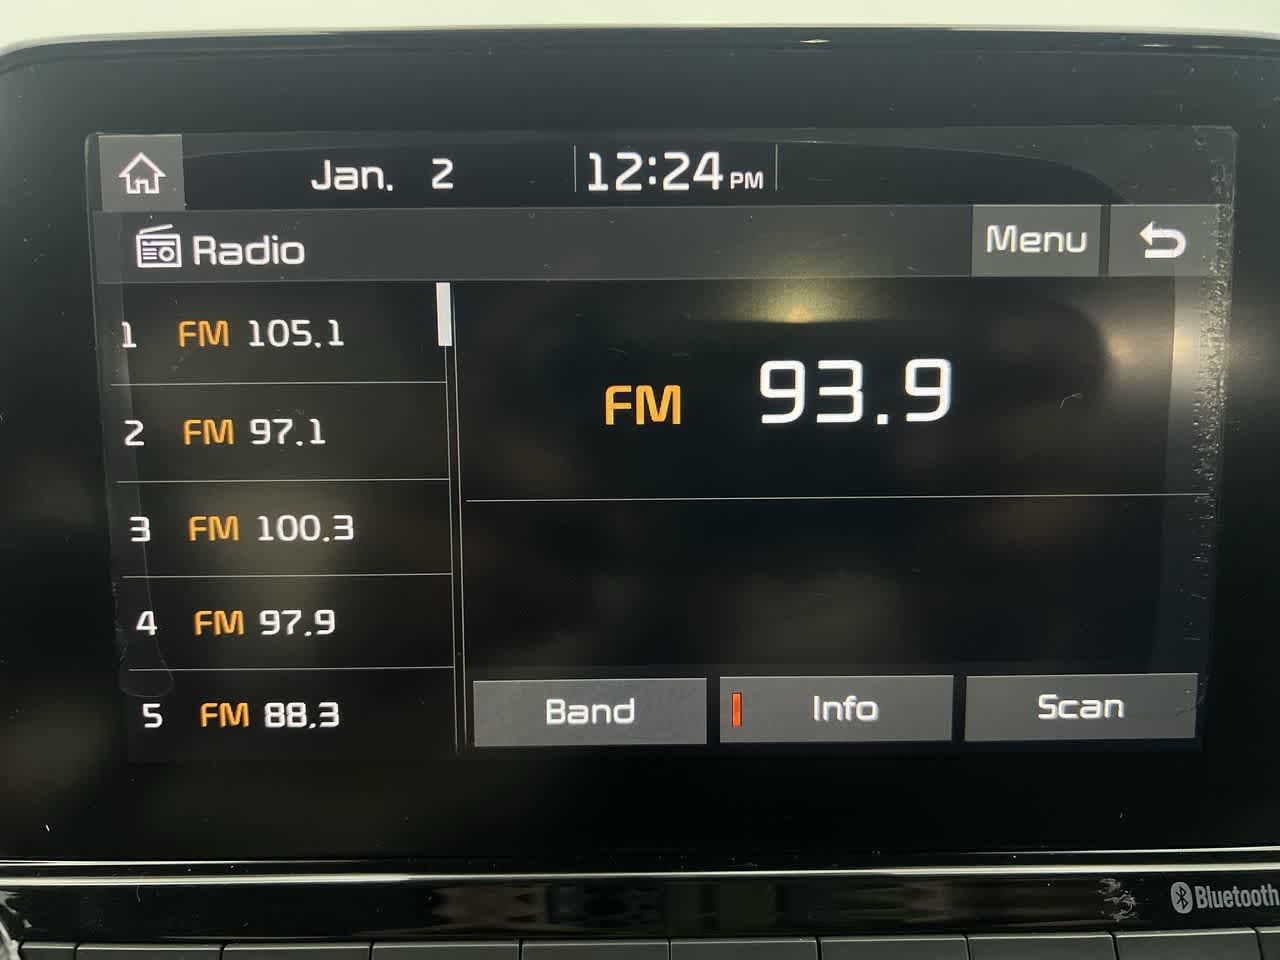 Jan. 2 12:24 PM
Radio Menu
1 FM 105.1
2 FM 97.1
3 FM 100.3
4 FM 97.9
5 FM 88.3
FM 93.9
Band Info Scan
Bluetooth